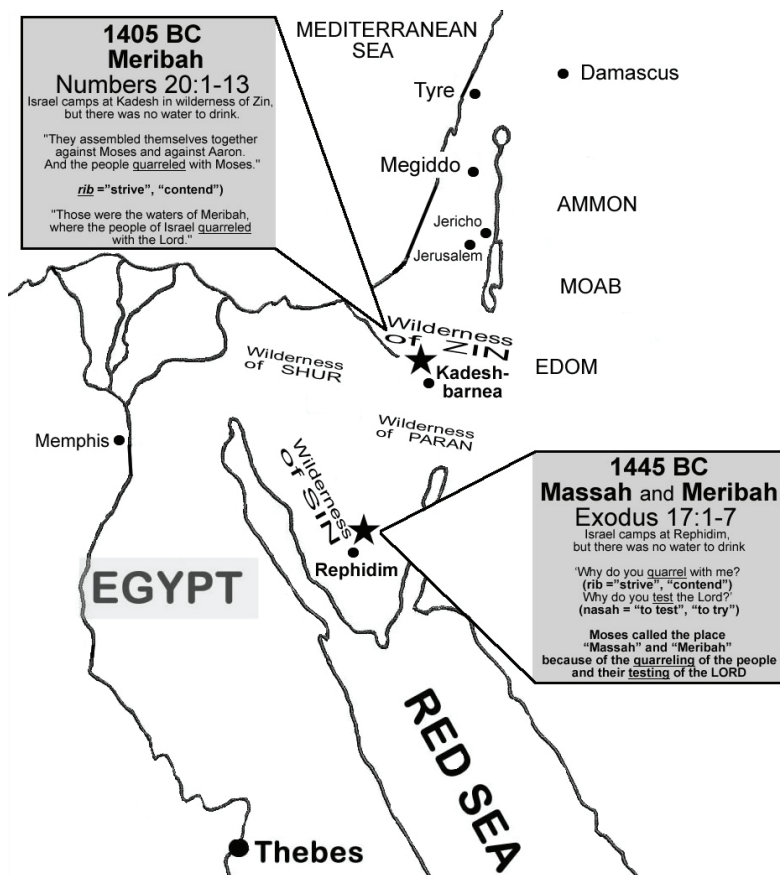 1405 BC
Meribah
Numbers 20:1-13
Israel camps at Kadesh in wilderness of Zin,
but there was no water to drink.
"They assembled themselves together
against Moses and against Aaron.
And the people quarreled with Moses."
rib ="strive", “contend”)
"Those were the waters of Meribah,
where the people of Israel quarreled
with the Lord."
MEDITERRANEAN
SEA
Damascus
Tyre
Megiddo
AMMON
Jericho
Jerusalem
MOAB
Wilderness
of ZIN
Wilderness
of SHUR
EDOM
Kadesh-
barnea
Wilderness
of PARAN
Memphis
Wilderness
of SIN
Rephidim
1445 BC
Massah and Meribah
Exodus 17:1-7
Israel camps at Rephidim,
but there was no water to drink
‘Why do you quarrel with me?
(rib ="strive", “contend”)
Why do you test the Lord?’
(nasah = “to test”, “to try”)
Moses called the place
“Massah” and “Meribah”
because of the quarreling of the people
and their testing of the LORD
EGYPT
RED SEA
Thebes